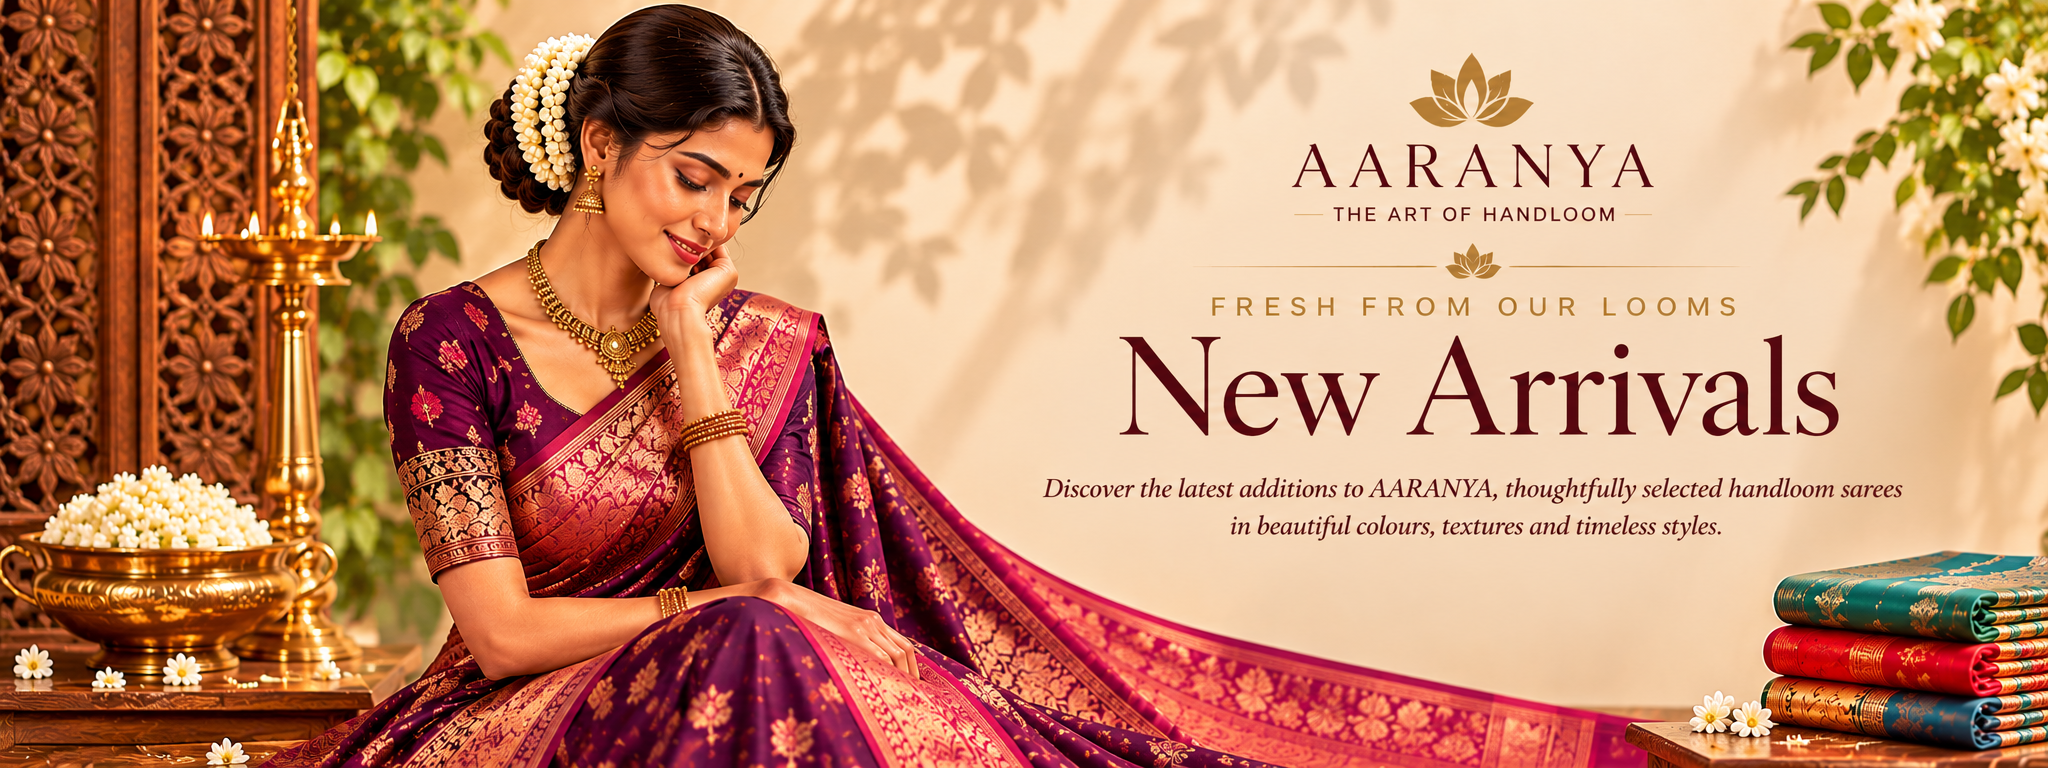 AARANYA
THE ART OF HANDLOOM
FRESH FROM OUR LOOMS
New Arrivals
Discover the latest additions to AARANYA, thoughtfully selected handloom sarees
in beautiful colours, textures and timeless styles.